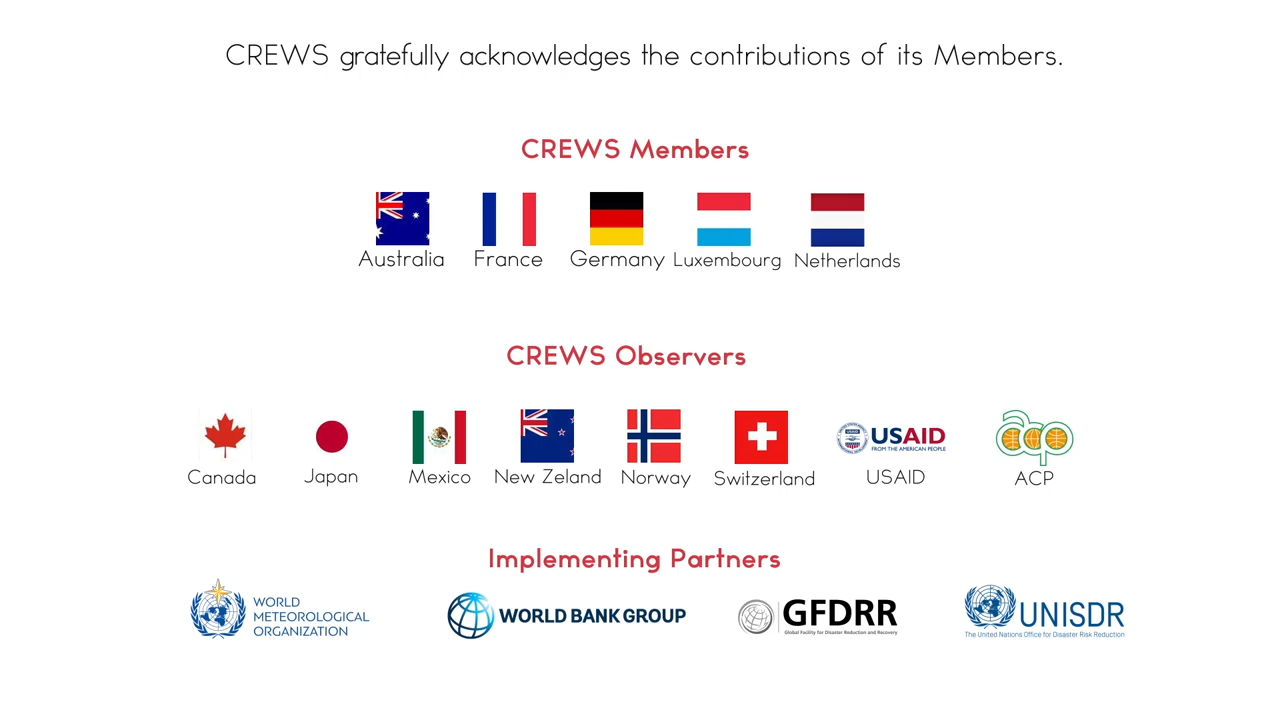 CREWS gratefully acknowledges the contributions of its Members.
CREWS Members
Australia France Germany Luxembourg Netherlands
CREWS Observers
USAID
FROM THE AMERICAN PEOPLE
acp
Canada Japan Mexico New Zeland Norway Switzerland USAID ACP
Implementing Partners
WORLD
METEOROLOGICAL
ORGANIZATION
WORLD BANK GROUP
GFDRR
Global Facility for Disaster Reduction and Recovery
UNISDR
The United Nations Office for Disaster Risk Reduction